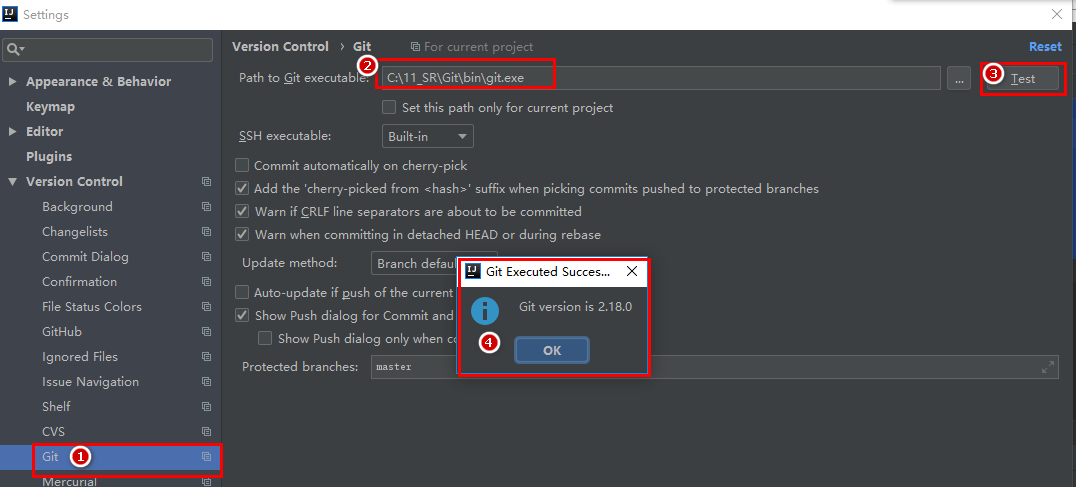 Settings
Version Control › Git For current project Reset
Path to Git executable: 2 C:\11_SR\Git\bin\git.exe ... 3 Test
Appearance & Behavior
Set this path only for current project
Keymap
Editor
SSH executable: Built-in
Plugins
Commit automatically on cherry-pick
Version Control
Add the 'cherry-picked from <hash>' suffix when picking commits pushed to protected branches
Background
Warn if CRLF line separators are about to be committed
Changelists
Warn when committing in detached HEAD or during rebase
Commit Dialog
Update method: Branch defau
Git Executed Succes...
Confirmation
Auto-update if push of the current
File Status Colors
Git version is 2.18.0
Show Push dialog for Commit and
GitHub
Show Push dialog only when co
4 OK
Ignored Files
Protected branches: master
Issue Navigation
Shelf
CVS
Git 1
Mercurial